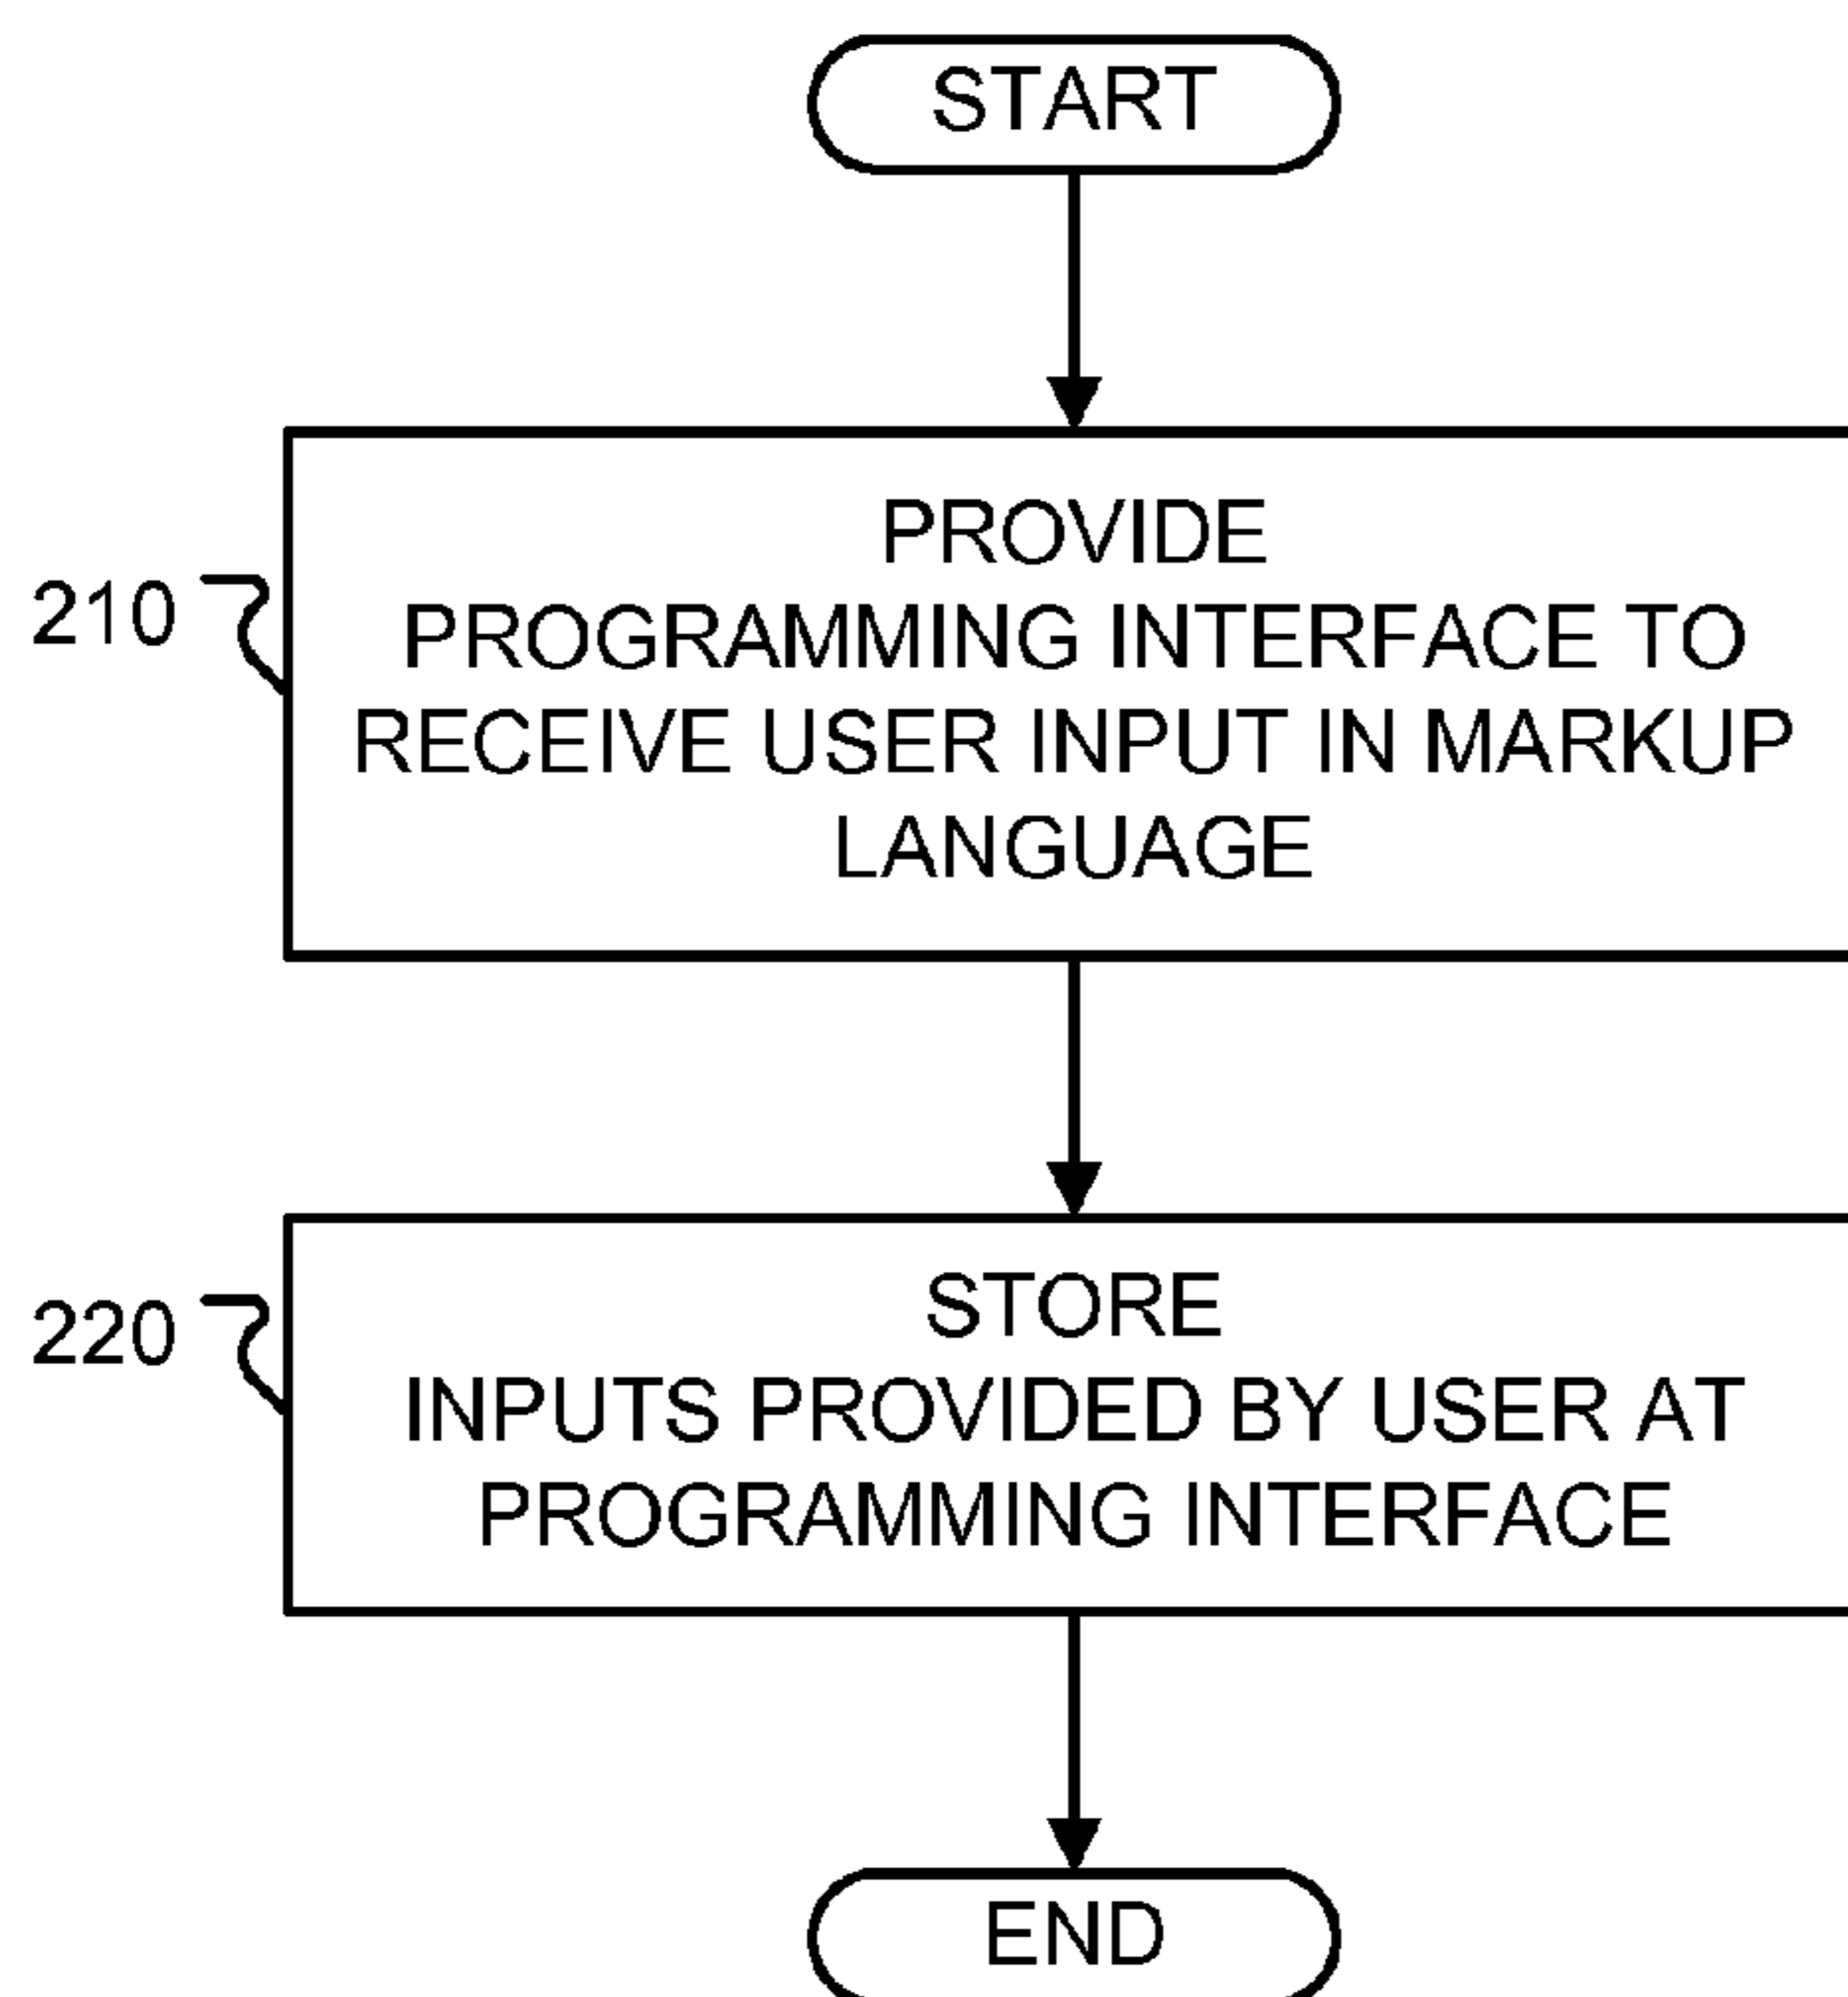 START
PROVIDE
PROGRAMMING INTERFACE TO
RECEIVE USER INPUT IN MARKUP
LANGUAGE
210
STORE
INPUTS PROVIDED BY USER AT
PROGRAMMING INTERFACE
220
END